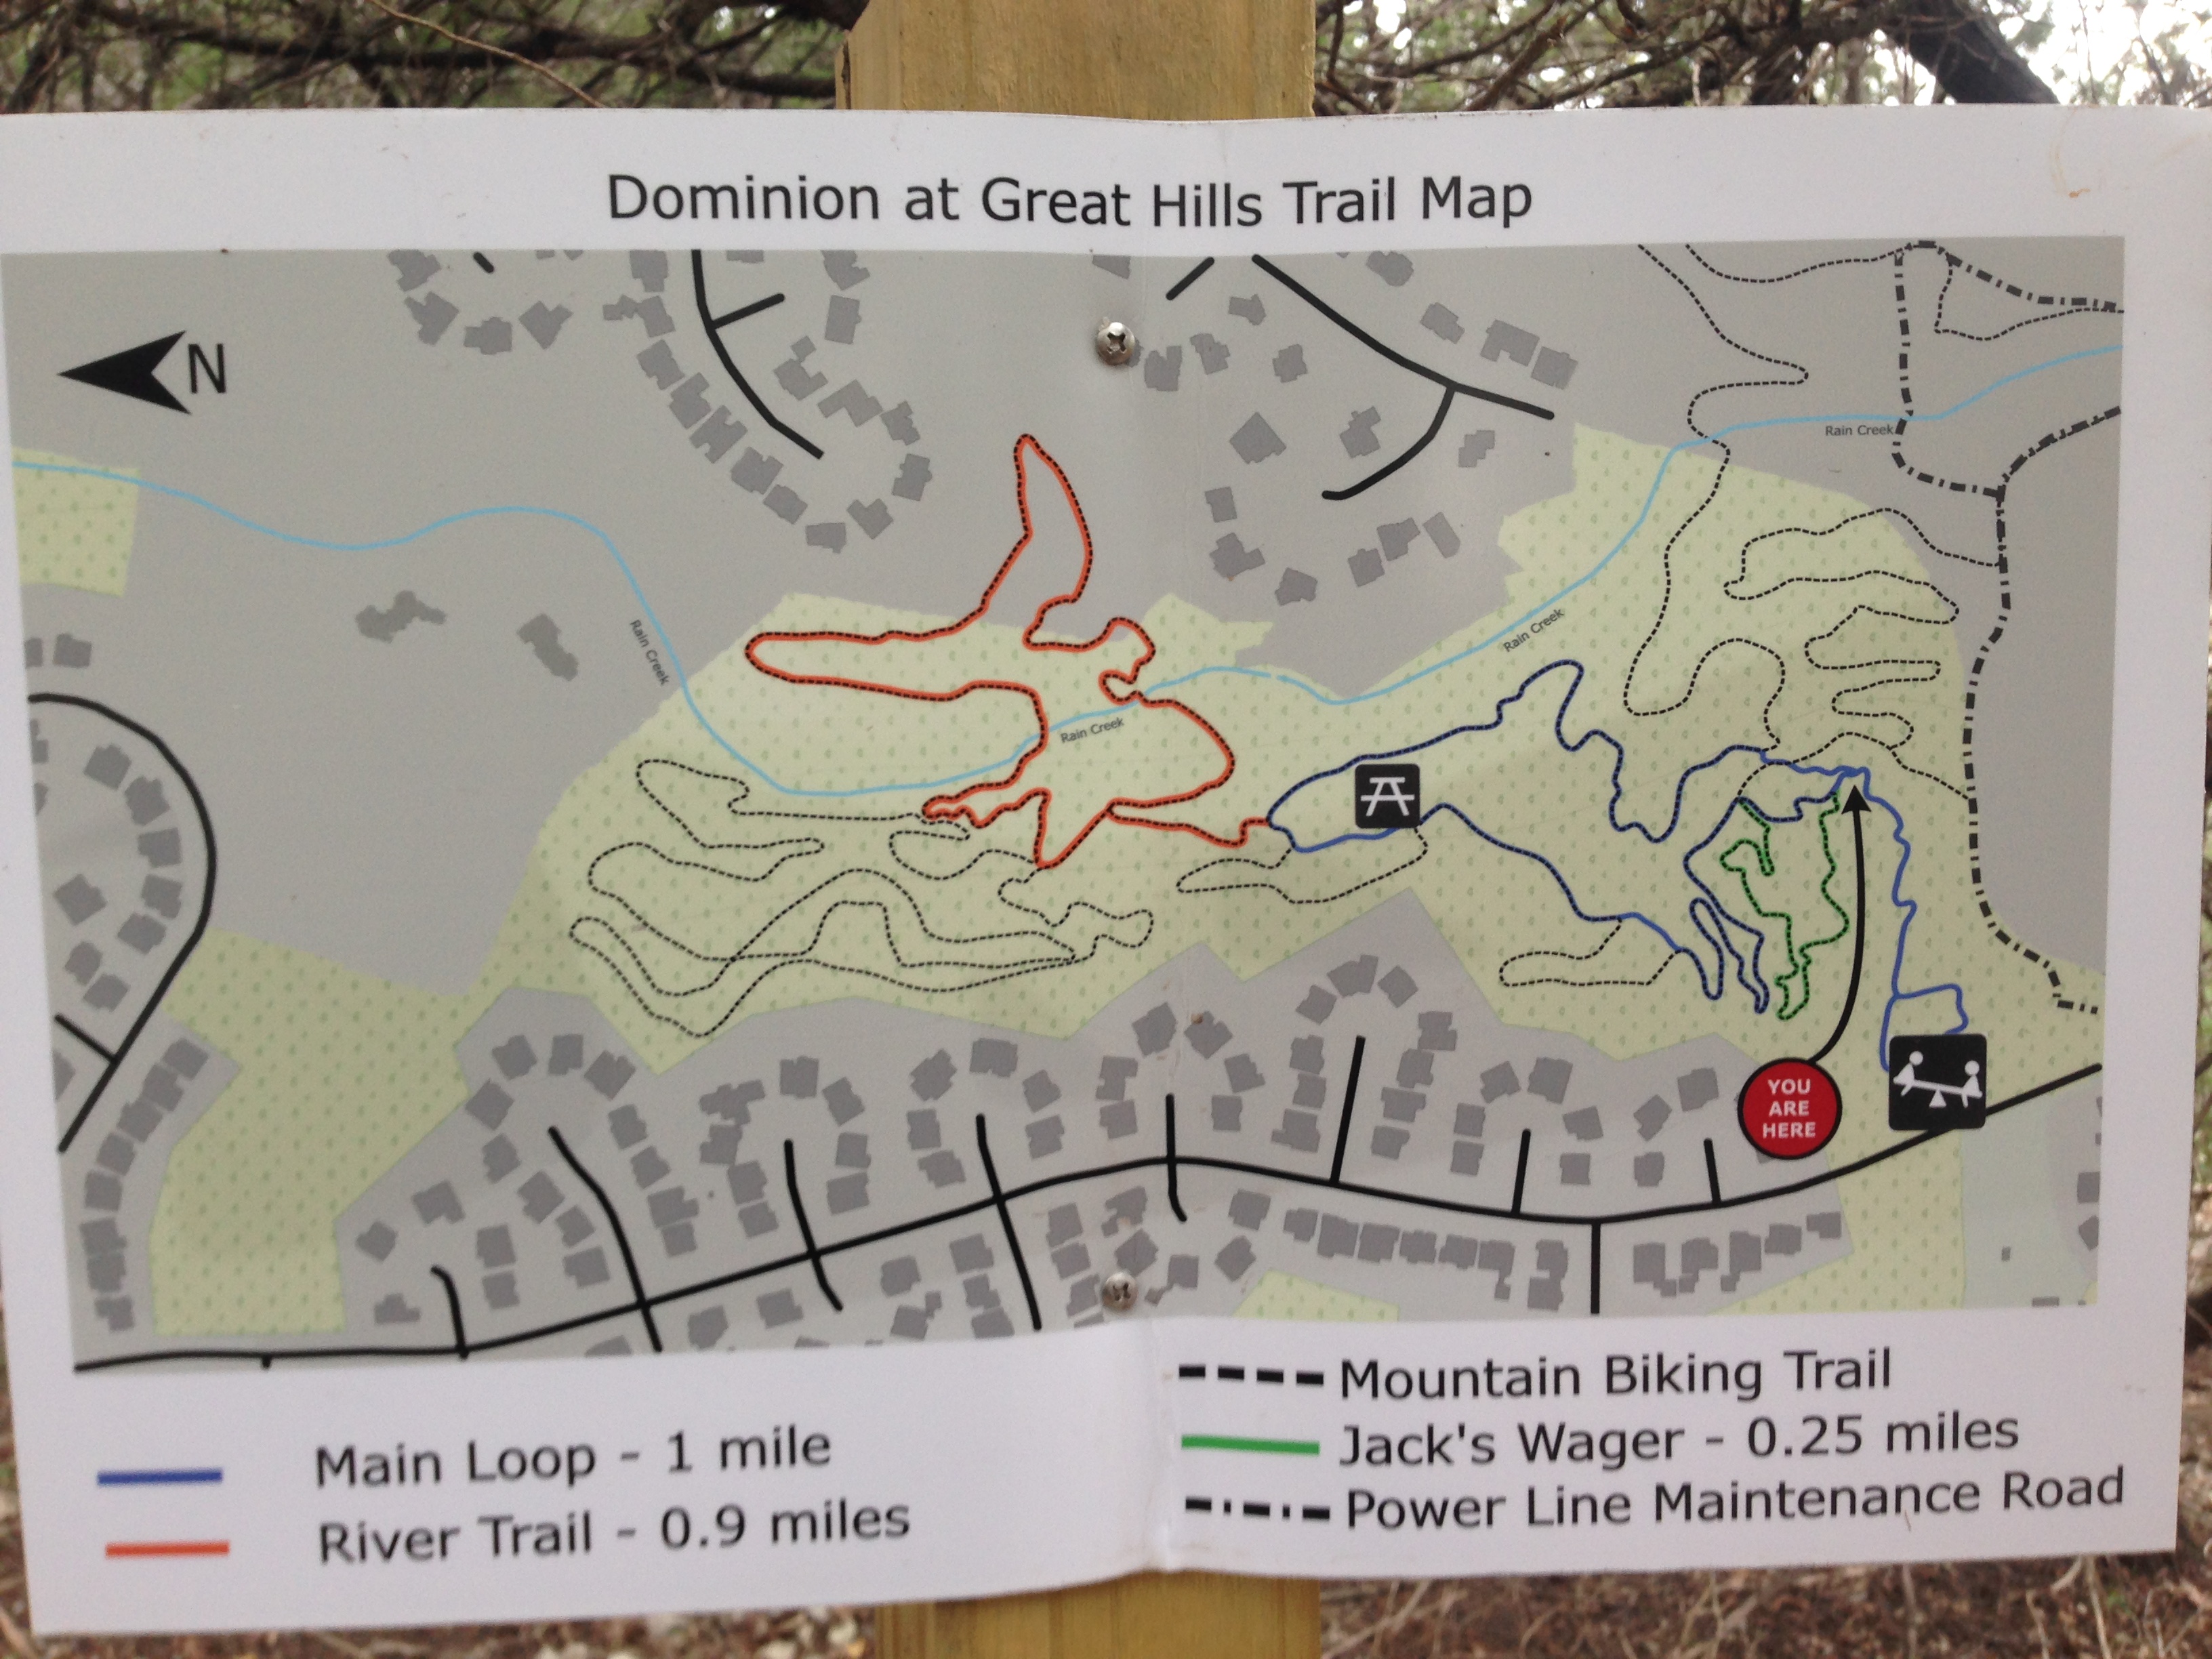 Dominion at Great Hills Trail Map
N
Rain Creek
Rain Creek
Rain Creek
Rain Creek
YOU
ARE
HERE
Main Loop - 1 mile
River Trail - 0.9 miles
Mountain Biking Trail
Jack's Wager - 0.25 miles
Power Line Maintenance Road